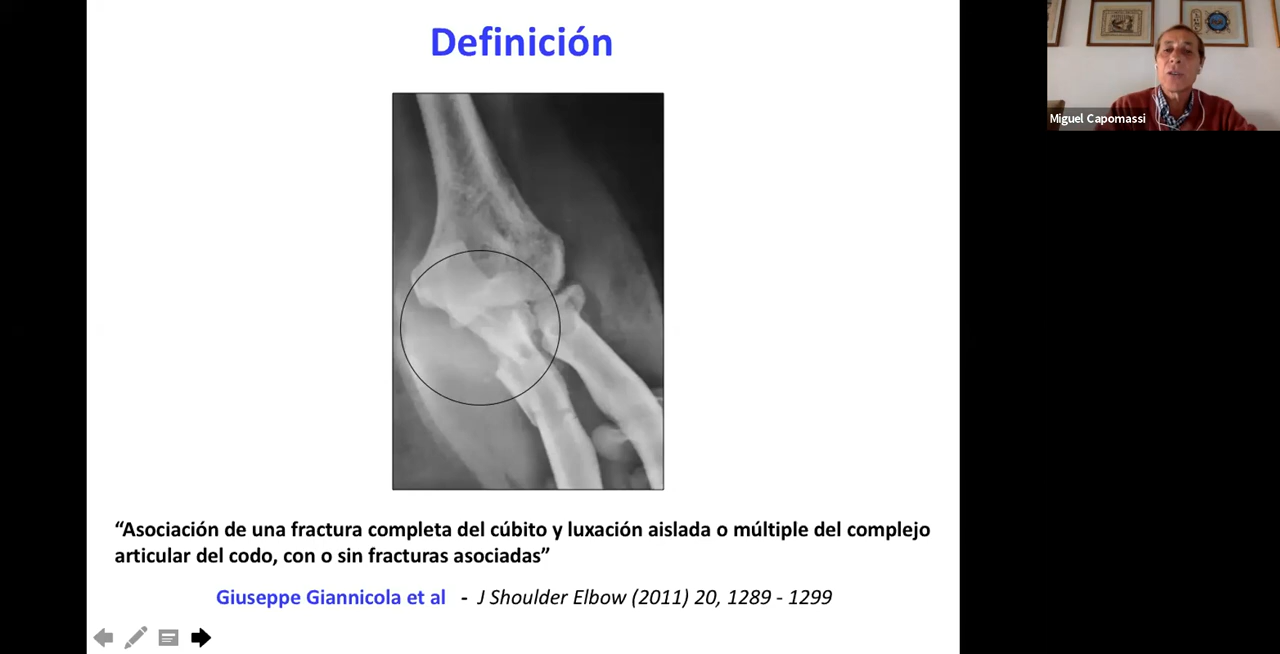 Definición
Miguel Capomassi
“Asociación de una fractura completa del cúbito y luxación aislada o múltiple del complejo
articular del codo, con o sin fracturas asociadas”
Giuseppe Giannicola et al - J Shoulder Elbow (2011) 20, 1289 - 1299